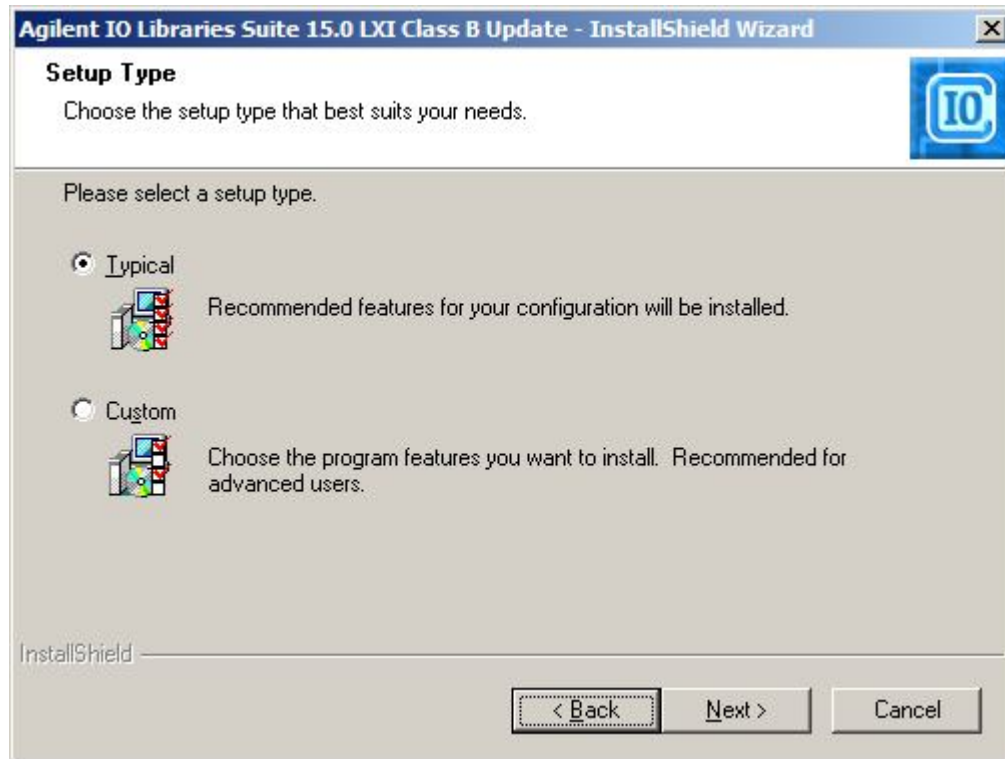 Agilent IO Libraries Suite 15.0 LXI Class B Update - InstallShield Wizard
Setup Type
Choose the setup type that best suits your needs.
IO
Please select a setup type.
Typical
Recommended features for your configuration will be installed.
Custom
Choose the program features you want to install. Recommended for
advanced users.
InstallShield
< Back
Next >
Cancel